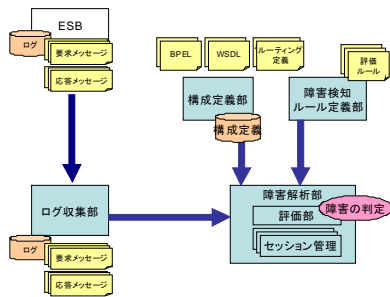 ESB
ログ
要求メッセージ
応答メッセージ
BPEL
WSDL
ルーティング
定義
評価
ルール
構成定義部
構成定義
障害検知
ルール定義部
ログ収集部
ログ
要求メッセージ
応答メッセージ
障害解析部
評価部
障害の判定
セッション管理